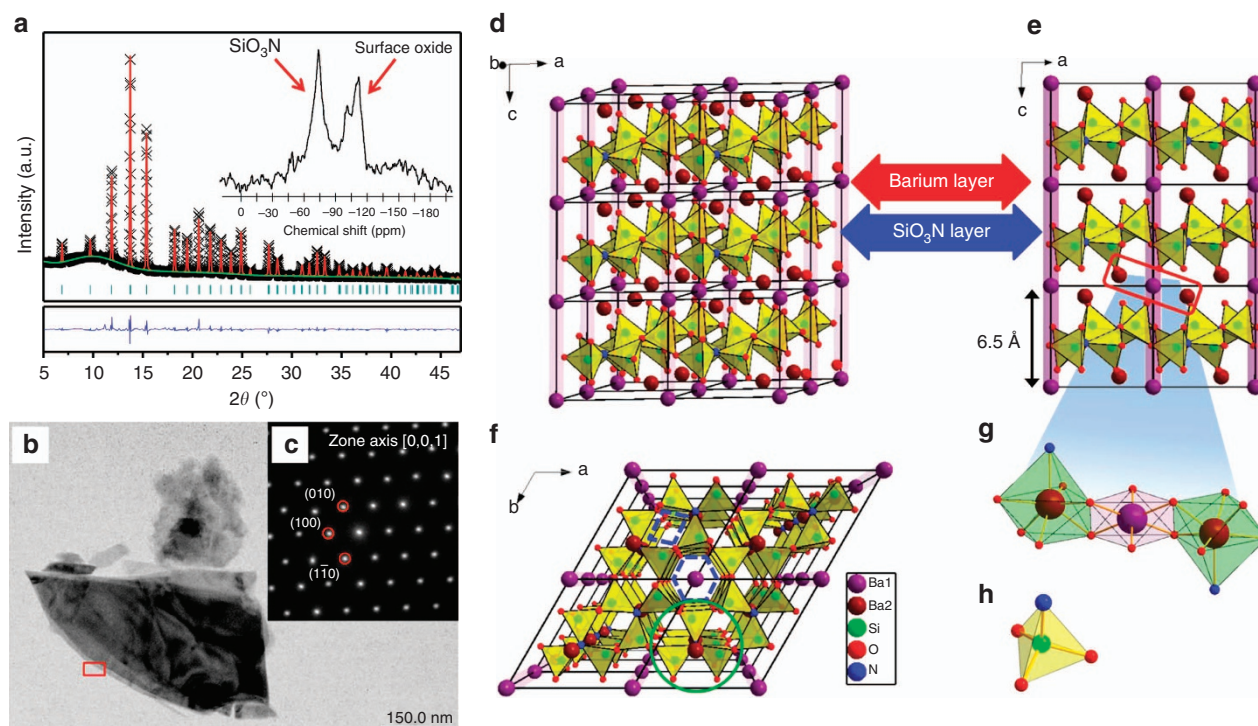 a
SiO3N
Surface oxide
0 –30 –60 –90 –120 –150 –180
Chemical shift (ppm)
Intensity (a.u.)
5 10 15 20 25 30 35 40 45
2θ (°)
b
150.0 nm
c
Zone axis [0,0,1]
(010)
(100)
(11̄0)
d
b
a
c
Barium layer
SiO3N layer
e
a
c
6.5 Å
f
a
b
Ba1
Ba2
Si
O
N
g
h